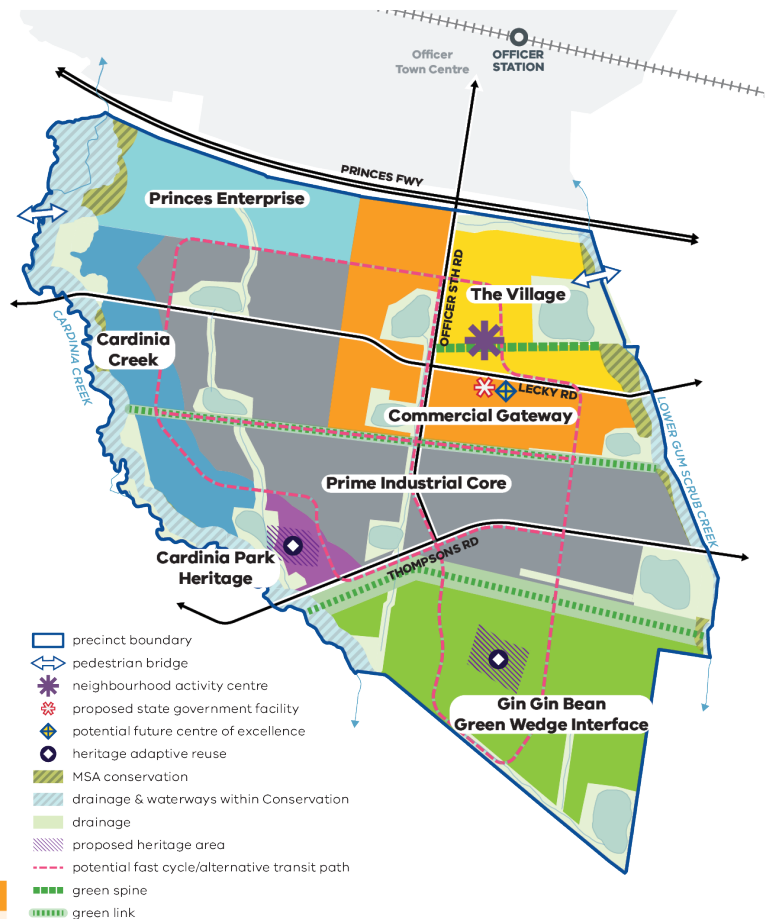 Officer
Town Centre
OFFICER
STATION
PRINCES FWY
Princes Enterprise
OFFICER STH RD
The Village
CARDINIA CREEK
Cardinia
Creek
LECKY RD
Commercial Gateway
LOWER GUM SCRUB CREEK
Prime Industrial Core
THOMPSONS RD
Cardinia Park
Heritage
Gin Gin Bean
Green Wedge Interface
precinct boundary
pedestrian bridge
neighbourhood activity centre
proposed state government facility
potential future centre of excellence
heritage adaptive reuse
MSA conservation
drainage & waterways within Conservation
drainage
proposed heritage area
potential fast cycle/alternative transit path
green spine
green link